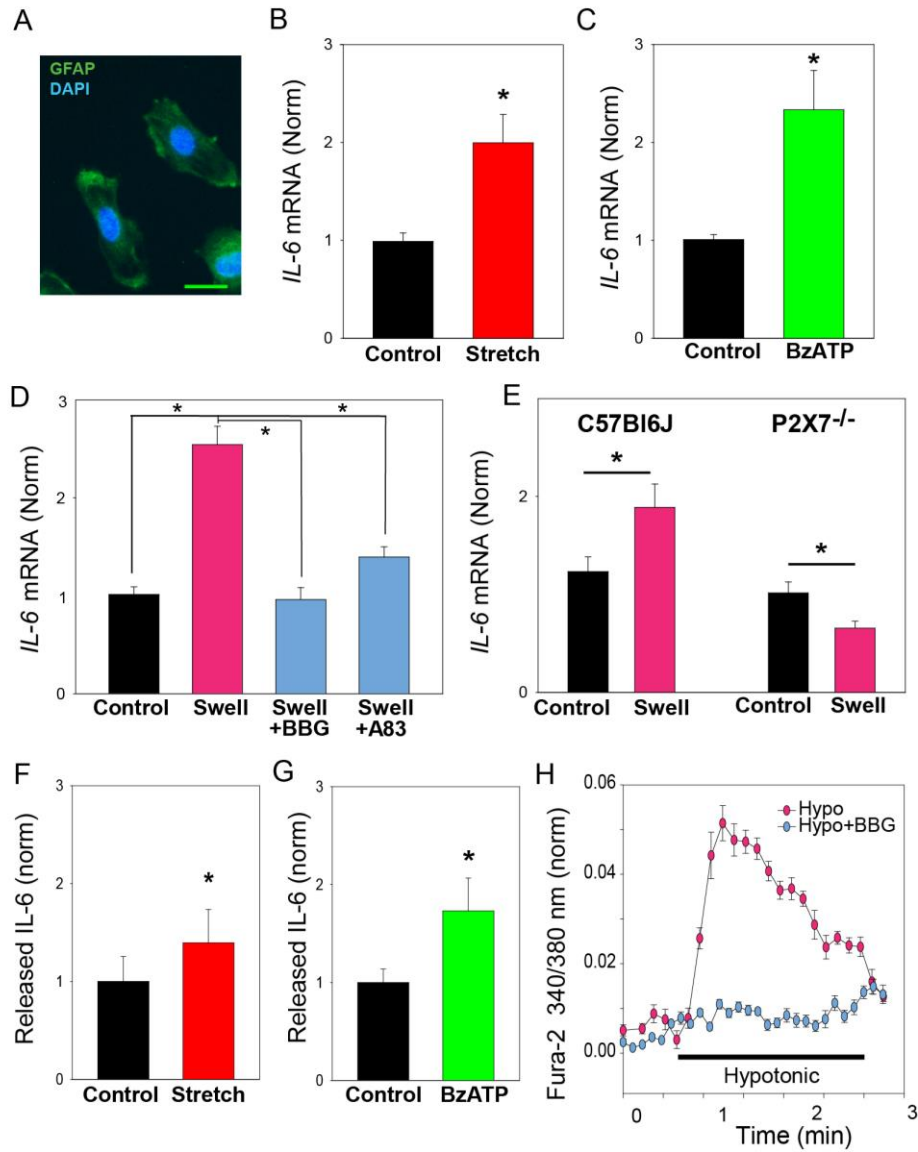 A
GFAP
DAPI
B
IL-6 mRNA (Norm)
3
2
1
0
*
Control Stretch
C
IL-6 mRNA (Norm)
3
2
1
0
*
Control BzATP
D
IL-6 mRNA (Norm)
3
2
1
0
* * *
Control Swell Swell Swell
+BBG +A83
E
IL-6 mRNA (Norm)
2
0
C57Bl6J P2X7-/-
* *
Control Swell Control Swell
F
Released IL-6 (norm)
3
2
1
0
*
Control Stretch
G
Released IL-6 (norm)
3
2
1
0
*
Control BzATP
H
Fura-2 340/380 nm (norm)
0.06
0.04
0.02
0.00
Hypo
Hypo+BBG
Hypotonic
0 1 2 3
Time (min)